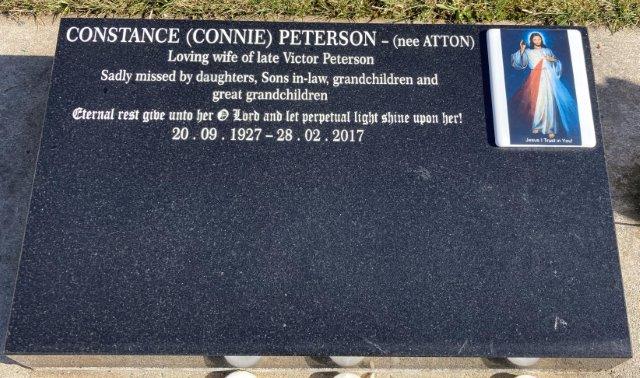 CONSTANCE (CONNIE) PETERSON – (nee ATTON)
Loving wife of late Victor Peterson
Sadly missed by daughters, Sons in-law, grandchildren and
great grandchildren
Eternal rest give unto her O Lord and let perpetual light shine upon her!
20 . 09 . 1927 – 28 . 02 . 2017
Jesus I Trust in You!